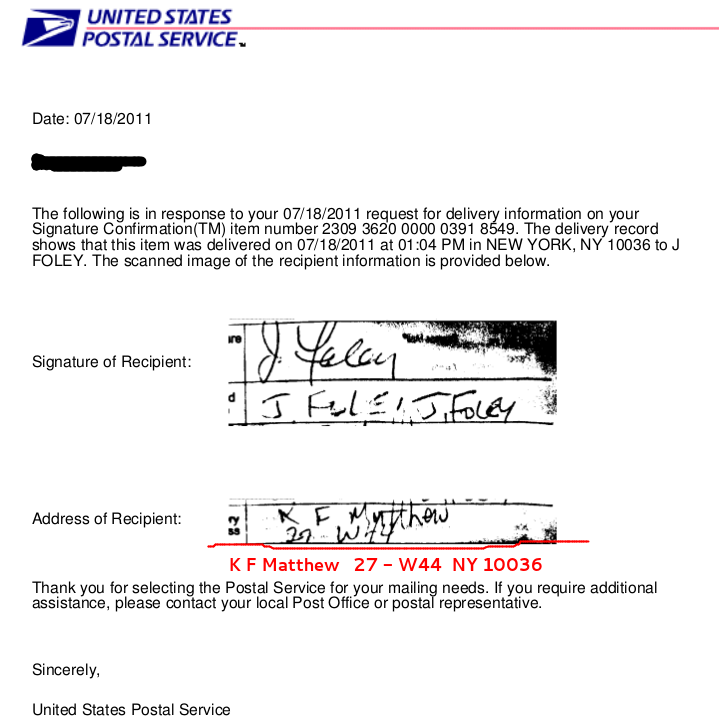 UNITED STATES
POSTAL SERVICE™
Date: 07/18/2011
The following is in response to your 07/18/2011 request for delivery information on your
Signature Confirmation(TM) item number 2309 3620 0000 0391 8549. The delivery record
shows that this item was delivered on 07/18/2011 at 01:04 PM in NEW YORK, NY 10036 to J
FOLEY. The scanned image of the recipient information is provided below.
Signature of Recipient:
re
J. Foley
d
J. FOLEY J. FOLEY
Address of Recipient:
ry
ss
K F Matthew
27 W44
K F Matthew 27 – W44 NY 10036
Thank you for selecting the Postal Service for your mailing needs. If you require additional
assistance, please contact your local Post Office or postal representative.
Sincerely,
United States Postal Service